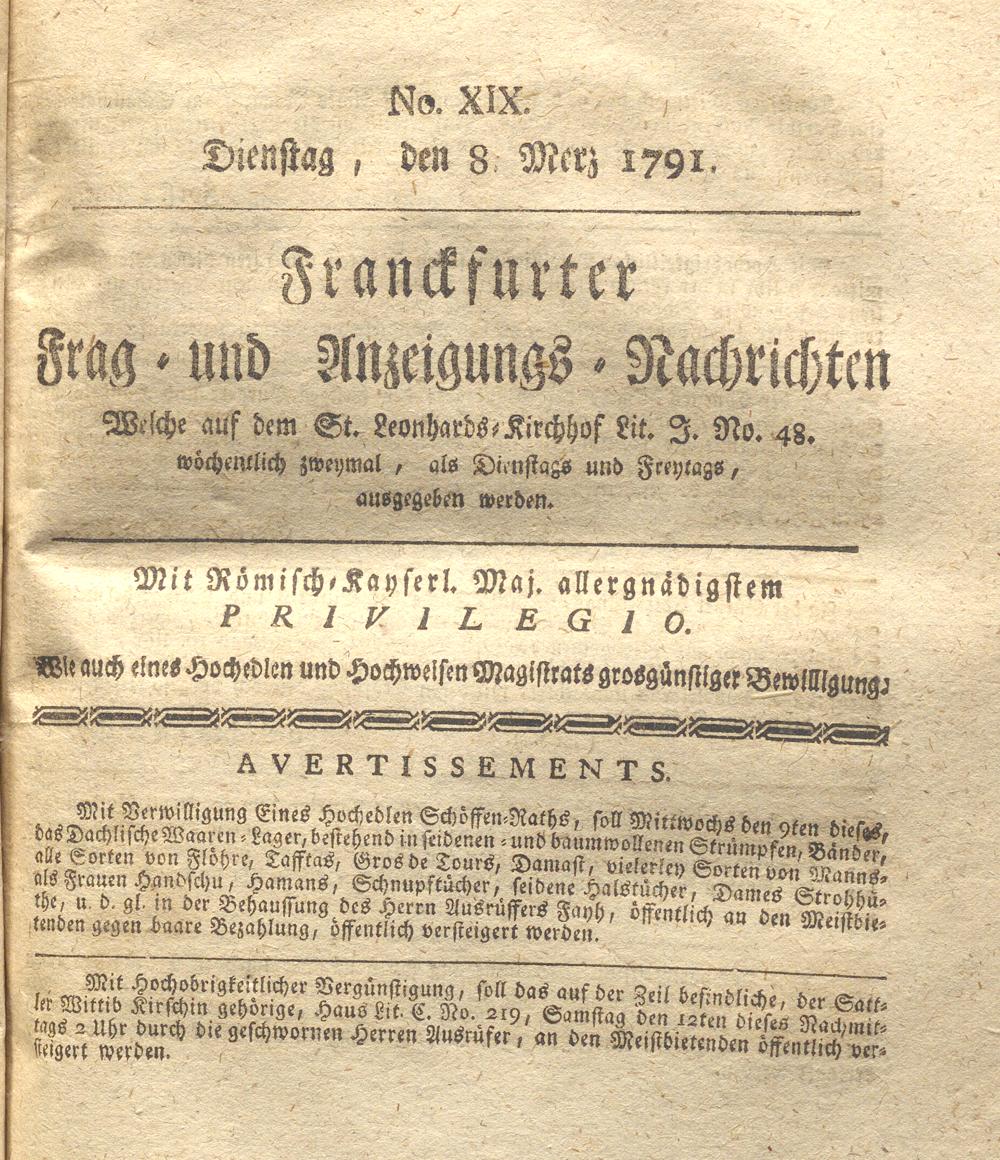 No. XIX.
Dienstag, den 8. Merz 1791.
Franckfurter
Frag- und Anzeigungs-Nachrichten
Welche auf dem St. Leonhards-Kirchhof Lit. J. No. 48.
wöchentlich zweymal, als Dienstags und Freytags,
ausgegeben werden.
Mit Römisch-Kayserl. Maj. allergnädigstem
PRIVILEGIO.
Wie auch eines Hochedlen und Hochweisen Magistrats grosgünstiger Bewilligung.
AVERTISSEMENTS.
Mit Verwilligung Eines Hochedlen Schöffen-Raths, soll Mittwochs den 9ten dieses,
das Dachlische Waaren-Lager, bestehend in seidenen- und baumwollenen Strümpfen, Bänder,
alle Sorten von Flöhre, Tafftas, Gros de Tours, Damast, vielerley Sorten von Manns-
als Frauen Handschu, Hamans, Schnupftücher, seidene Halstücher, Dames Strohhü-
the, u. d. gl. in der Behaussung des Herrn Ausrüffers Fayh, öffentlich an den Meistbie-
tenden gegen baare Bezahlung, öffentlich versteigert werden.
Mit Hochobrigkeitlicher Vergünstigung, soll das auf der Zeil befindliche, der Satt-
ler Wittib Kirschin gehörige, Haus Lit. C. No. 219, Samstag den 12ten dieses Nachmit-
tags 2 Uhr durch die geschwornen Herren Ausrüfer, an den Meistbietenden öffentlich ver-
steigert werden.